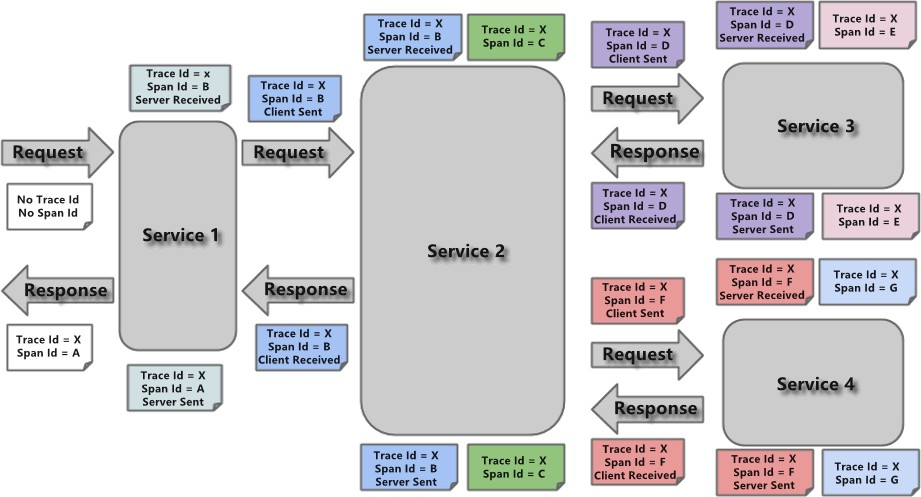 Request
No Trace Id
No Span Id
Response
Trace Id = X
Span Id = A
Trace Id = x
Span Id = B
Server Received
Service 1
Trace Id = X
Span Id = A
Server Sent
Trace Id = X
Span Id = B
Client Sent
Request
Response
Trace Id = X
Span Id = B
Client Received
Trace Id = X
Span Id = B
Server Received
Trace Id = X
Span Id = C
Service 2
Trace Id = X
Span Id = B
Server Sent
Trace Id = X
Span Id = C
Trace Id = X
Span Id = D
Client Sent
Request
Response
Trace Id = X
Span Id = D
Client Received
Trace Id = X
Span Id = D
Server Received
Trace Id = X
Span Id = E
Service 3
Trace Id = X
Span Id = D
Server Sent
Trace Id = X
Span Id = E
Trace Id = X
Span Id = F
Client Sent
Request
Response
Trace Id = X
Span Id = F
Client Received
Trace Id = X
Span Id = F
Server Received
Trace Id = X
Span Id = G
Service 4
Trace Id = X
Span Id = F
Server Sent
Trace Id = X
Span Id = G